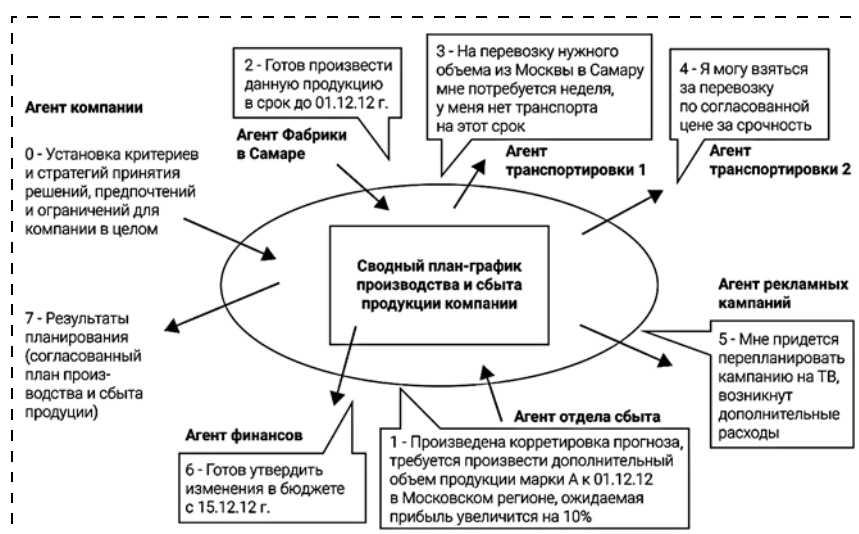 2 - Готов произвести
данную продукцию
в срок до 01.12.12 г.
3 - На перевозку нужного
объема из Москвы в Самару
мне потребуется неделя,
у меня нет транспорта
на этот срок
4 - Я могу взяться
за перевозку
по согласованной
цене за срочность
Агент компании
0 - Установка критериев
и стратегий принятия
решений, предпочтений
и ограничений для
компании в целом
Агент Фабрики
в Самаре
Агент
транспортировки 1
Агент
транспортировки 2
Сводный план-график
производства и сбыта
продукции компании
Агент рекламных
кампаний
5 - Мне придется
перепланировать
кампанию на ТВ,
возникнут
дополнительные
расходы
7 - Результаты
планирования
(согласованный
план произ-
водства и сбыта
продуции)
Агент финансов
6 - Готов утвердить
изменения в бюджете
с 15.12.12 г.
Агент отдела сбыта
1 - Произведена корретировка прогноза,
требуется произвести дополнительный
объем продукции марки А к 01.12.12
в Московском регионе, ожидаемая
прибыль увеличится на 10%